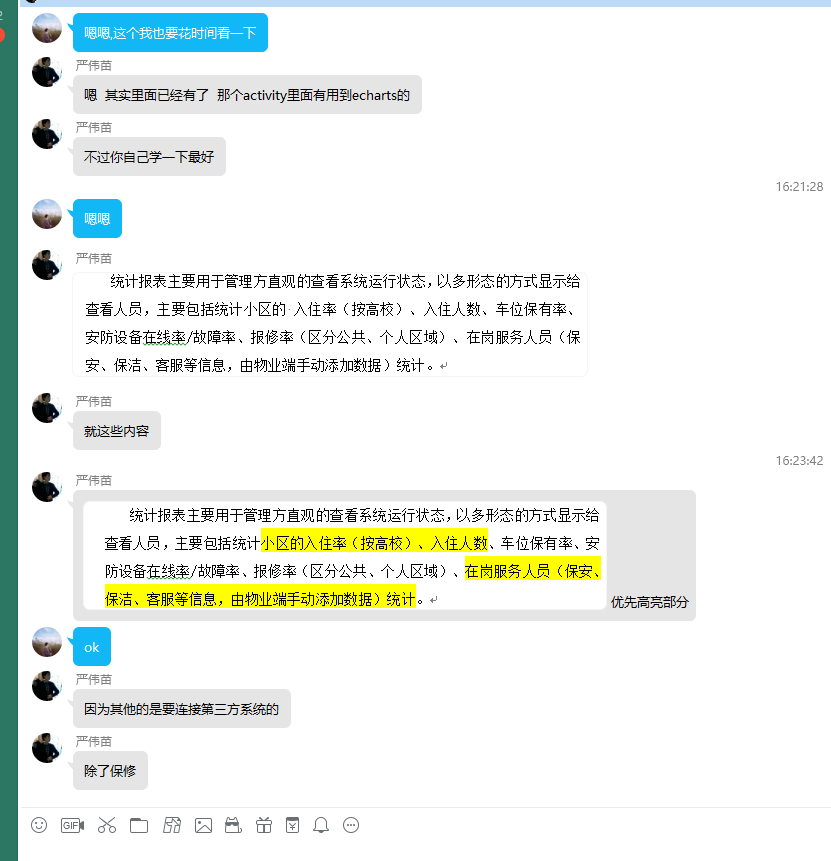 2
嗯嗯,这个我也要花时间看一下
严伟苗
嗯 其实里面已经有了 那个activity里面有用到echarts的
严伟苗
不过你自己学一下最好
16:21:28
嗯嗯
严伟苗
统计报表主要用于管理方直观的查看系统运行状态，以多形态的方式显示给
查看人员，主要包括统计小区的 入住率（按高校）、入住人数、车位保有率、
安防设备在线率/故障率、报修率（区分公共、个人区域）、在岗服务人员（保
安、保洁、客服等信息，由物业端手动添加数据）统计。
严伟苗
就这些内容
16:23:42
严伟苗
统计报表主要用于管理方直观的查看系统运行状态，以多形态的方式显示给
查看人员，主要包括统计小区的入住率（按高校）、入住人数、车位保有率、安
防设备在线率/故障率、报修率（区分公共、个人区域）、在岗服务人员（保安、
保洁、客服等信息，由物业端手动添加数据）统计。 优先高亮部分
ok
严伟苗
因为其他的是要连接第三方系统的
严伟苗
除了保修
GIF